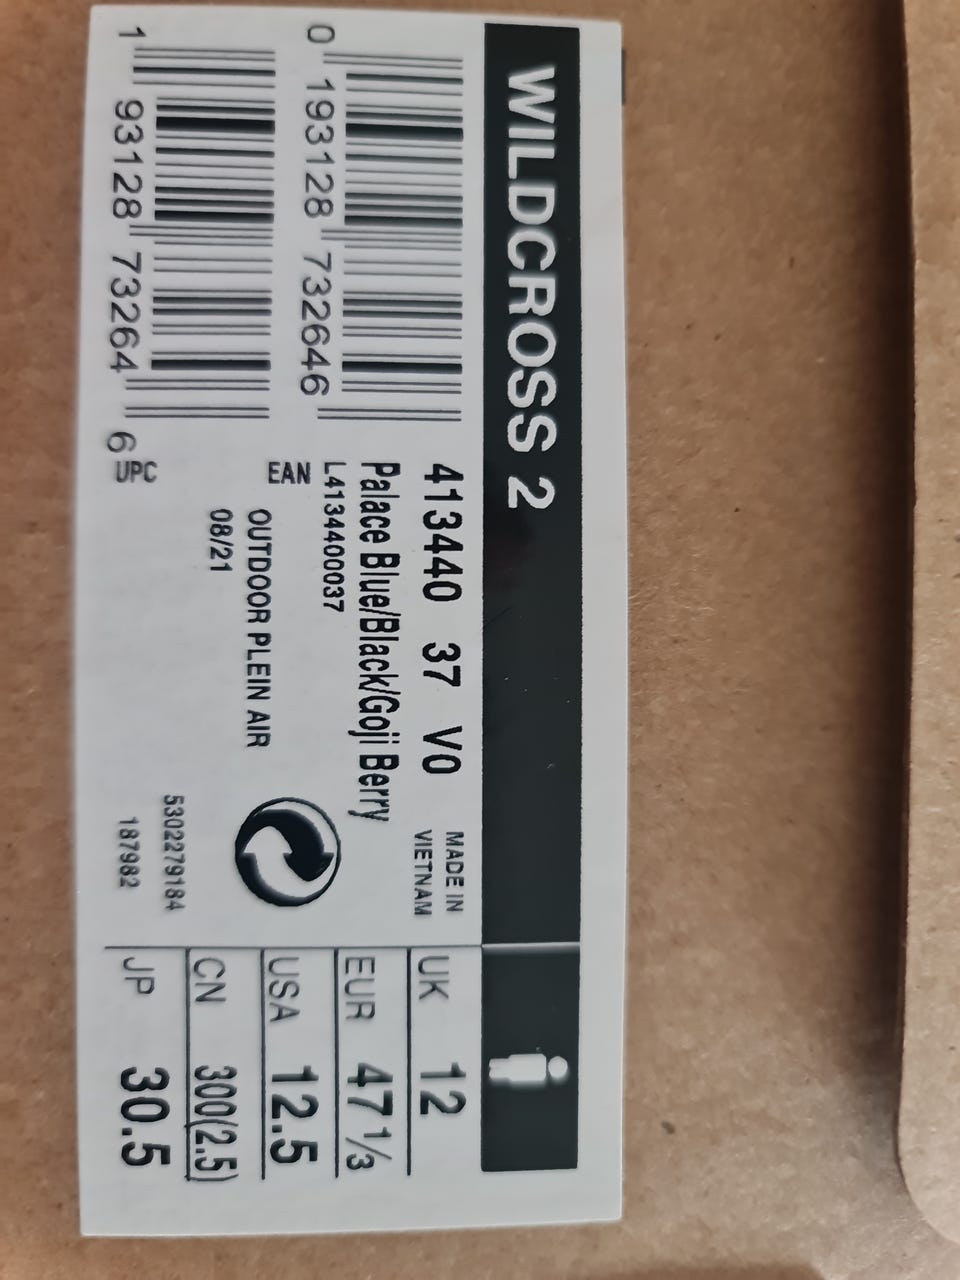 WILDCROSS 2
0 193128 732646
EAN
1 93128 73264 6
UPC
413440 37 V0
MADE IN
VIETNAM
Palace Blue/Black/Goji Berry
L4134400037
OUTDOOR PLEIN AIR
08/21
5302279184
187982
UK 12
EUR 47 1/3
USA 12.5
CN 300(2.5)
JP 30.5